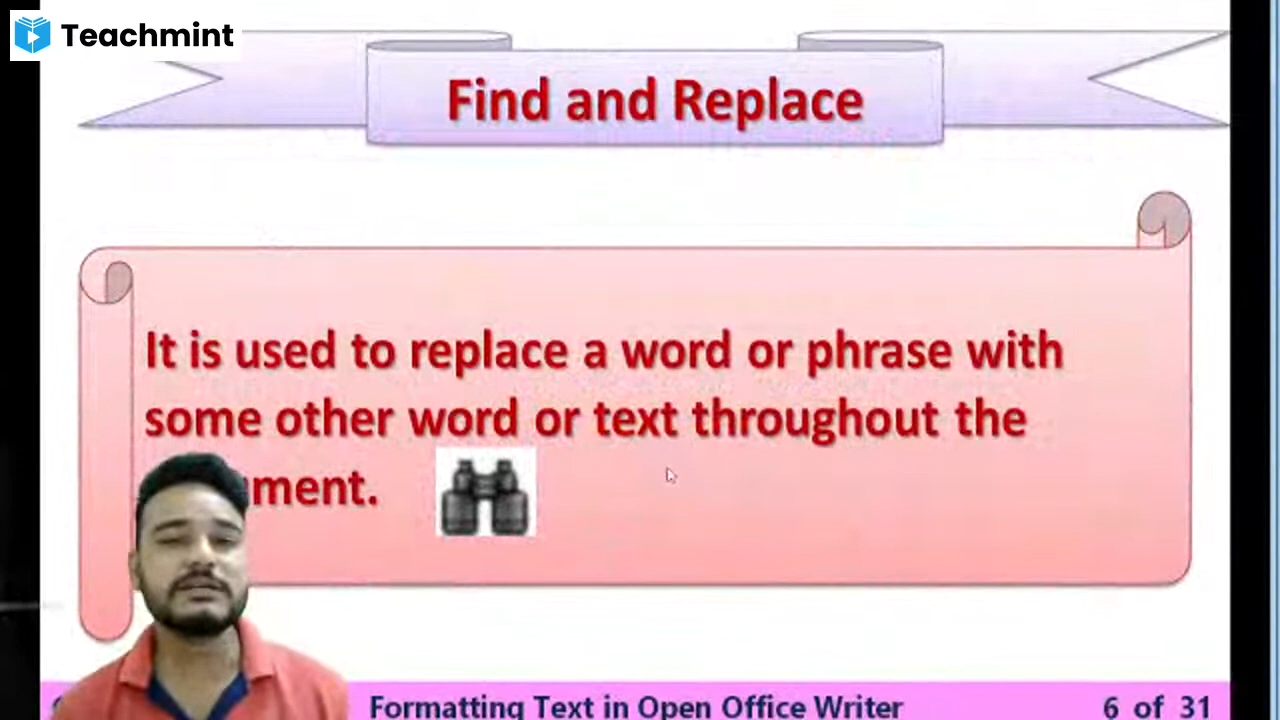 Teachmint
Find and Replace
It is used to replace a word or phrase with
some other word or text throughout the
Formatting Text in Open Office Writer
6 of 31